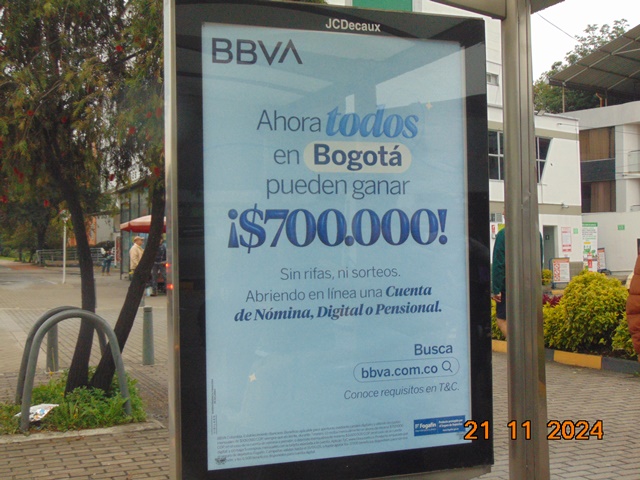 JCDecaux
BBVA
Ahora todos
en Bogotá
pueden ganar
¡$700.000!
Sin rifas, ni sorteos.
Abriendo en línea una Cuenta
de Nómina, Digital o Pensional.
Busca
bbva.com.co
Conoce requisitos en T&C.
Fogafín
21 11 2024